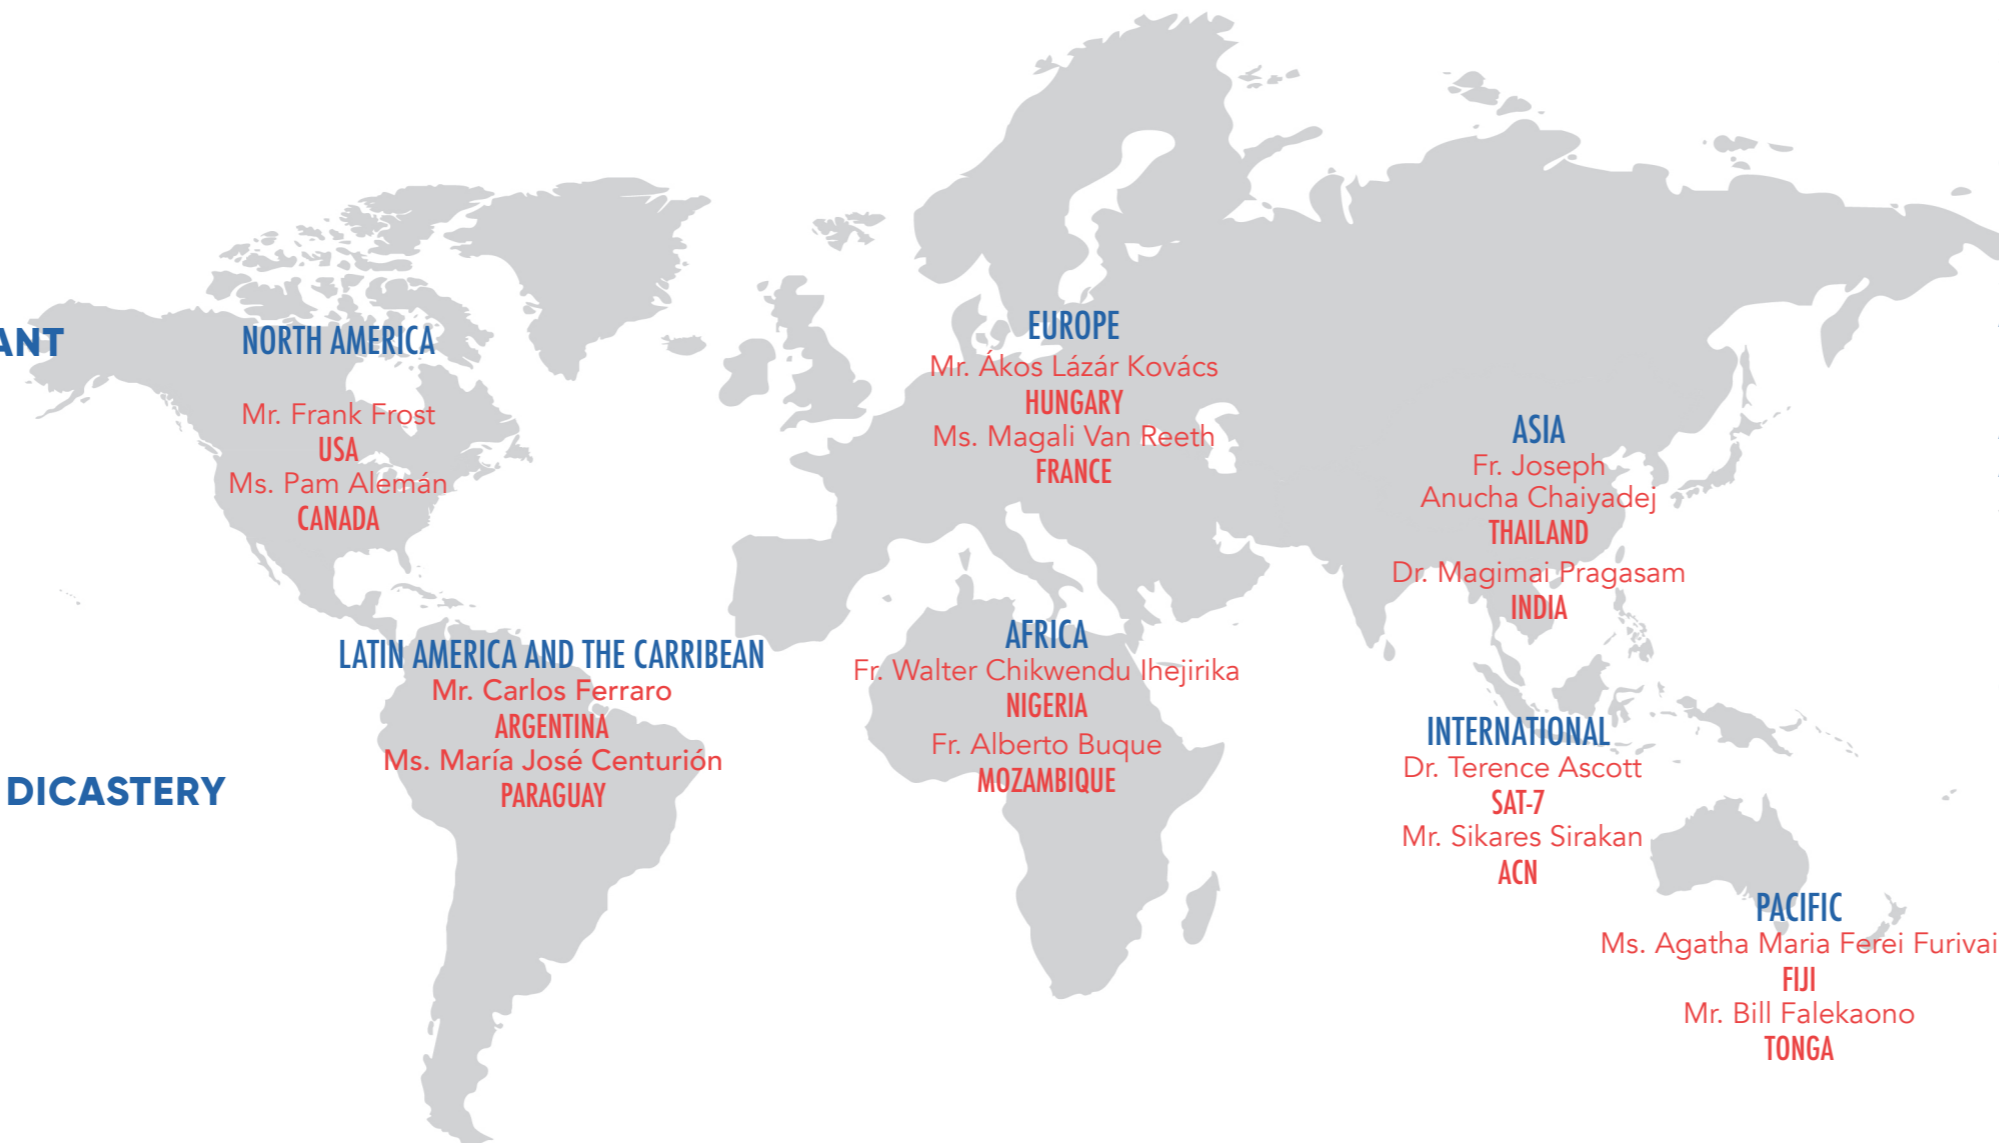 ANT
NORTH AMERICA
Mr. Frank Frost
USA
Ms. Pam Alemán
CANADA
EUROPE
Mr. Ákos Lázár Kovács
HUNGARY
Ms. Magali Van Reeth
FRANCE
ASIA
Fr. Joseph
Anucha Chaiyadej
THAILAND
Dr. Magimai Pragasam
INDIA
LATIN AMERICA AND THE CARRIBEAN
Mr. Carlos Ferraro
ARGENTINA
Ms. María José Centurión
PARAGUAY
AFRICA
Fr. Walter Chikwendu Ihejirika
NIGERIA
Fr. Alberto Buque
MOZAMBIQUE
INTERNATIONAL
Dr. Terence Ascott
SAT-7
Mr. Sikares Sirakan
ACN
DICASTERY
PACIFIC
Ms. Agatha Maria Ferei Furivai
FIJI
Mr. Bill Falekaono
TONGA